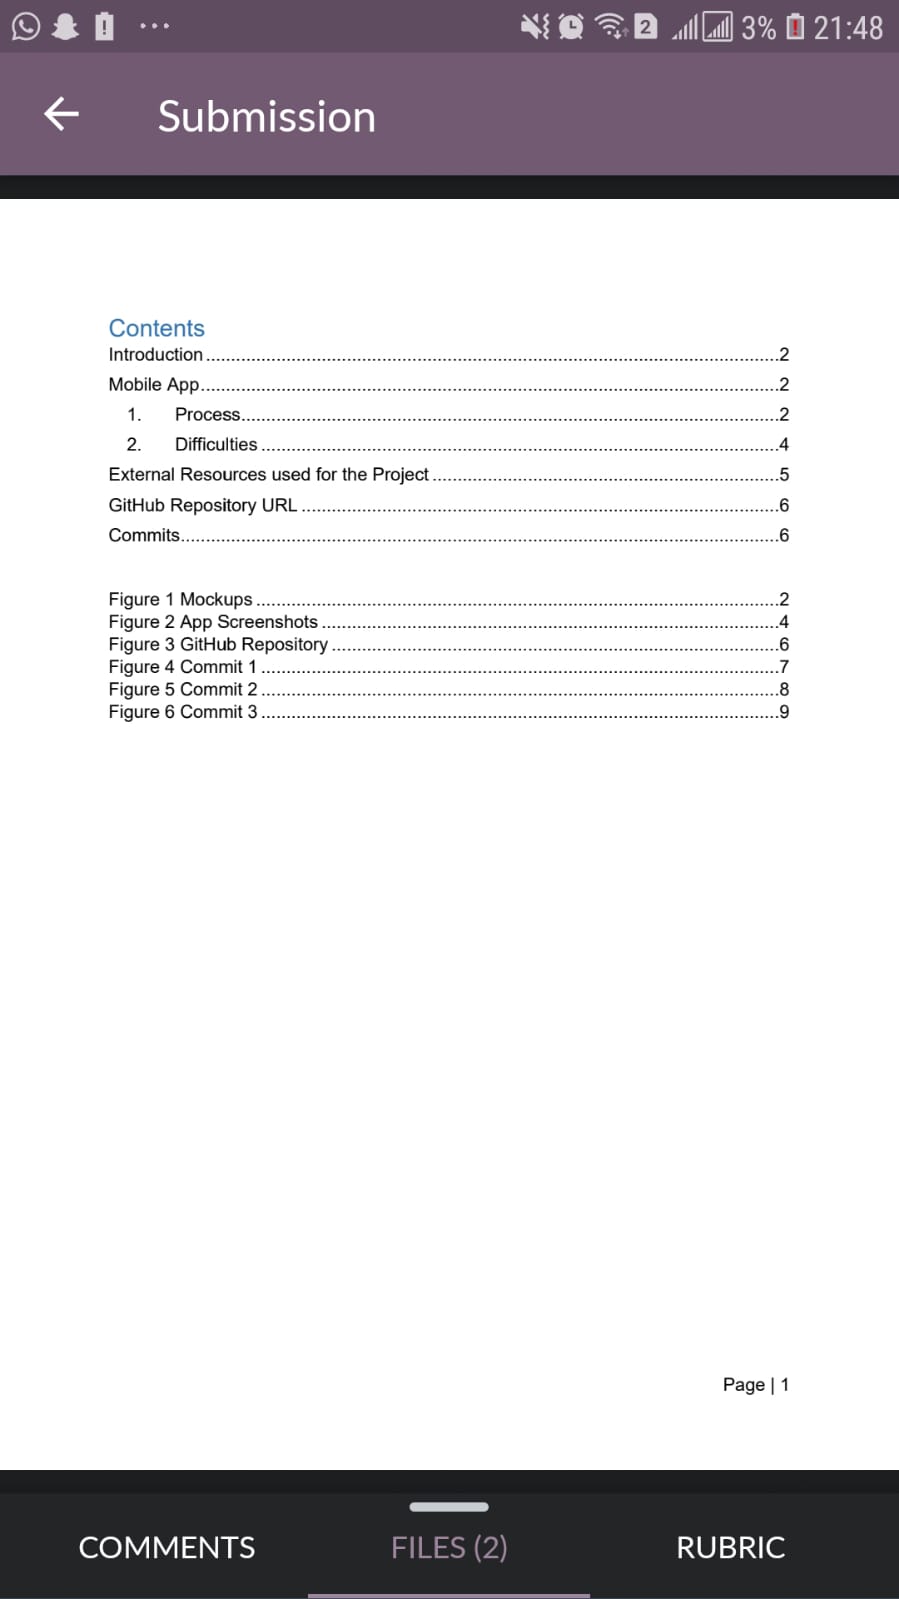 2 3% 21:48
Submission
Contents
Introduction 2
Mobile App 2
1. Process 2
2. Difficulties 4
External Resources used for the Project 5
GitHub Repository URL 6
Commits 6
Figure 1 Mockups 2
Figure 2 App Screenshots 4
Figure 3 GitHub Repository 6
Figure 4 Commit 1 7
Figure 5 Commit 2 8
Figure 6 Commit 3 9
Page | 1
COMMENTS FILES (2) RUBRIC